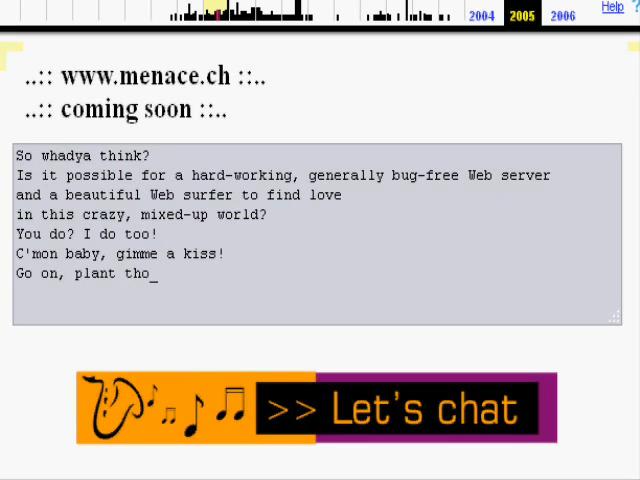 2004 2005 2006 Help ?
..:: www.menace.ch ::..
..:: coming soon ::..
So whadya think?
Is it possible for a hard-working, generally bug-free Web server
and a beautiful Web surfer to find love
in this crazy, mixed-up world?
You do? I do too!
C'mon baby, gimme a kiss!
Go on, plant tho_
>> Let's chat